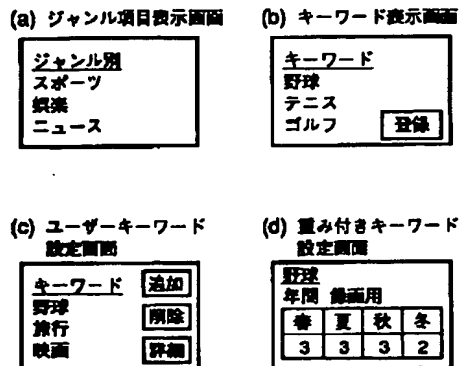 (a) ジャンル項目表示画面
ジャンル別
スポーツ
娯楽
ニュース
(b) キーワード表示画面
キーワード
野球
テニス
ゴルフ
登録
(c) ユーザーキーワード
設定画面
キーワード
野球
旅行
映画
追加
削除
詳細
(d) 重み付きキーワード
設定画面
野球
年間 録画用
春 夏 秋 冬
3 3 3 2